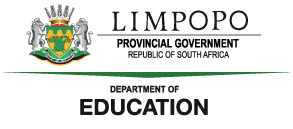 LIMPOPO
PROVINCIAL GOVERNMENT
REPUBLIC OF SOUTH AFRICA
DEPARTMENT OF
EDUCATION